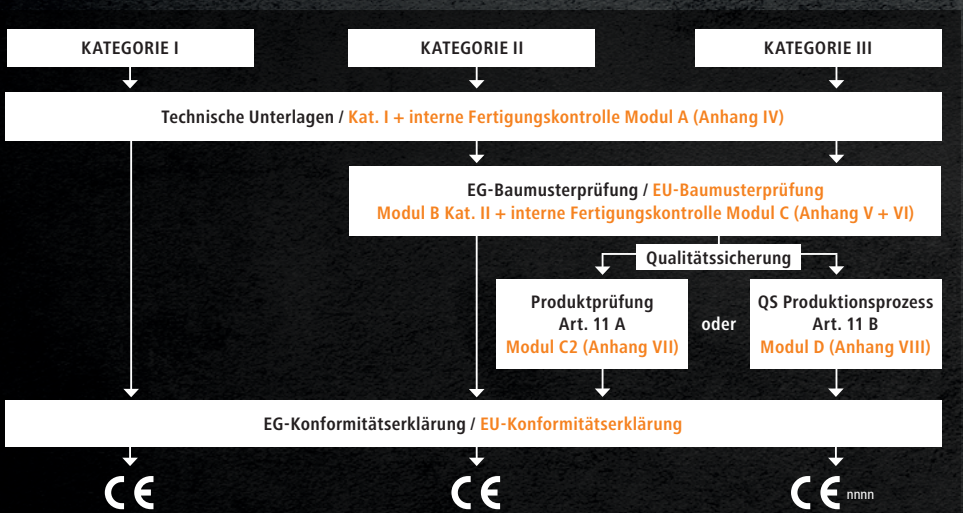 KATEGORIE I
KATEGORIE II
KATEGORIE III
Technische Unterlagen / Kat. I + interne Fertigungskontrolle Modul A (Anhang IV)
EG-Baumusterprüfung / EU-Baumusterprüfung
Modul B Kat. II + interne Fertigungskontrolle Modul C (Anhang V + VI)
Qualitätssicherung
Produktprüfung
Art. 11 A
Modul C2 (Anhang VII)
oder
QS Produktionsprozess
Art. 11 B
Modul D (Anhang VIII)
EG-Konformitätserklärung / EU-Konformitätserklärung
CE
CE
CE nnnn